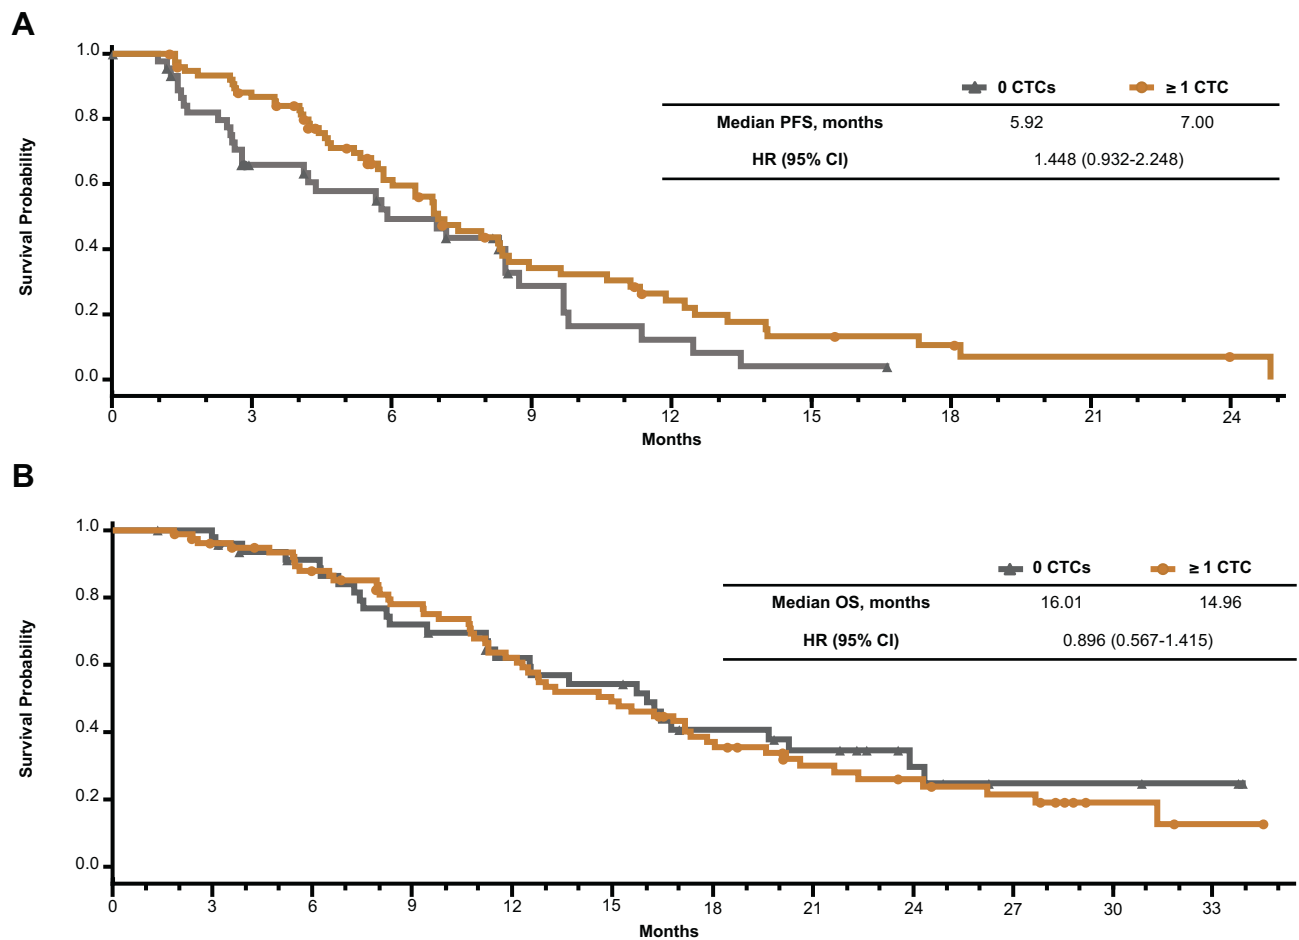 A
0 CTCs ≥ 1 CTC
Median PFS, months 5.92 7.00
HR (95% CI) 1.448 (0.932-2.248)
Survival Probability
1.0
0.8
0.6
0.4
0.2
0.0
0 3 6 9 12 15 18 21 24
Months
B
0 CTCs ≥ 1 CTC
Median OS, months 16.01 14.96
HR (95% CI) 0.896 (0.567-1.415)
Survival Probability
1.0
0.8
0.6
0.4
0.2
0.0
0 3 6 9 12 15 18 21 24 27 30 33
Months